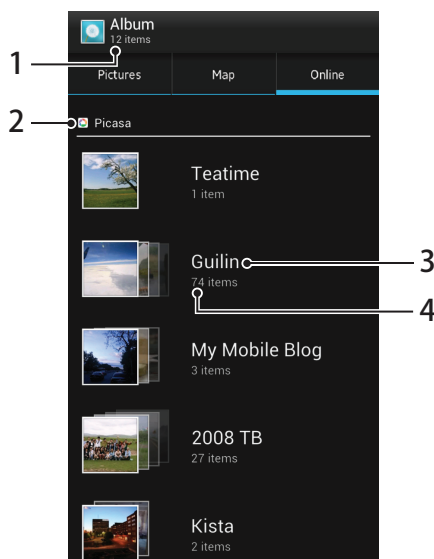 Album
12 items
1
Pictures Map Online
2
Picasa
Teatime
1 item
Guilin
3
74 items
4
My Mobile Blog
3 items
2008 TB
27 items
Kista
2 items